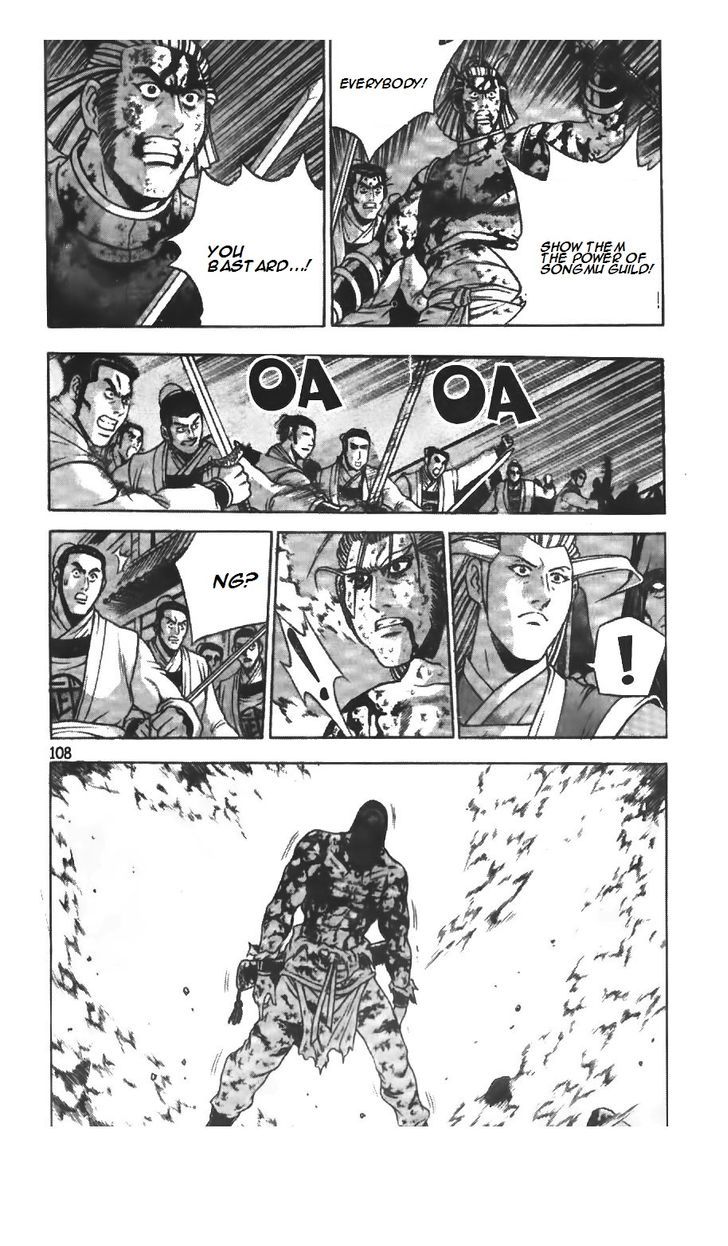 YOU
BASTARD...!
EVERYBODY!
SHOW THEM
THE POWER OF
SONGMU GUILD!
OA
OA
NG?
!
!
108